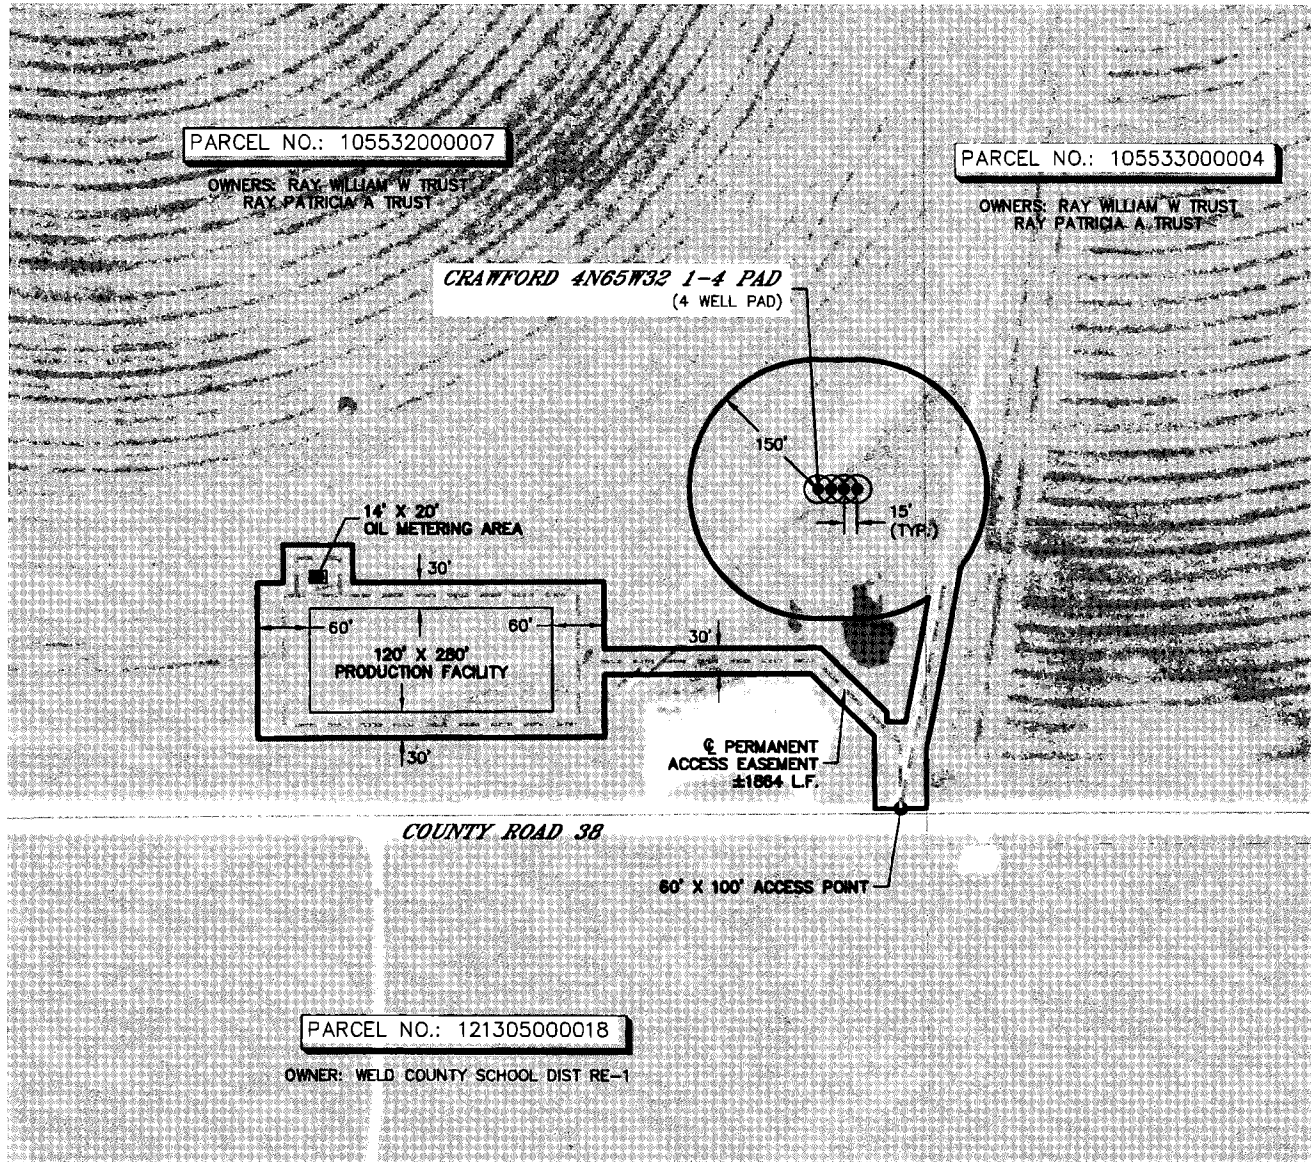 PARCEL NO.: 105532000007
OWNERS: RAY WILLIAM W TRUST
RAY PATRICIA A TRUST
PARCEL NO.: 105533000004
OWNERS: RAY WILLIAM W TRUST
RAY PATRICIA A TRUST
CRAWFORD 4N65W32 1-4 PAD
(4 WELL PAD)
150'
15'
(TYP.)
14' X 20'
OIL METERING AREA
30'
60'
60'
120' X 280'
PRODUCTION FACILITY
30'
30'
℄ PERMANENT
ACCESS EASEMENT
±1664 L.F.
COUNTY ROAD 38
60' X 100' ACCESS POINT
PARCEL NO.: 121305000018
OWNER: WELD COUNTY SCHOOL DIST RE-1